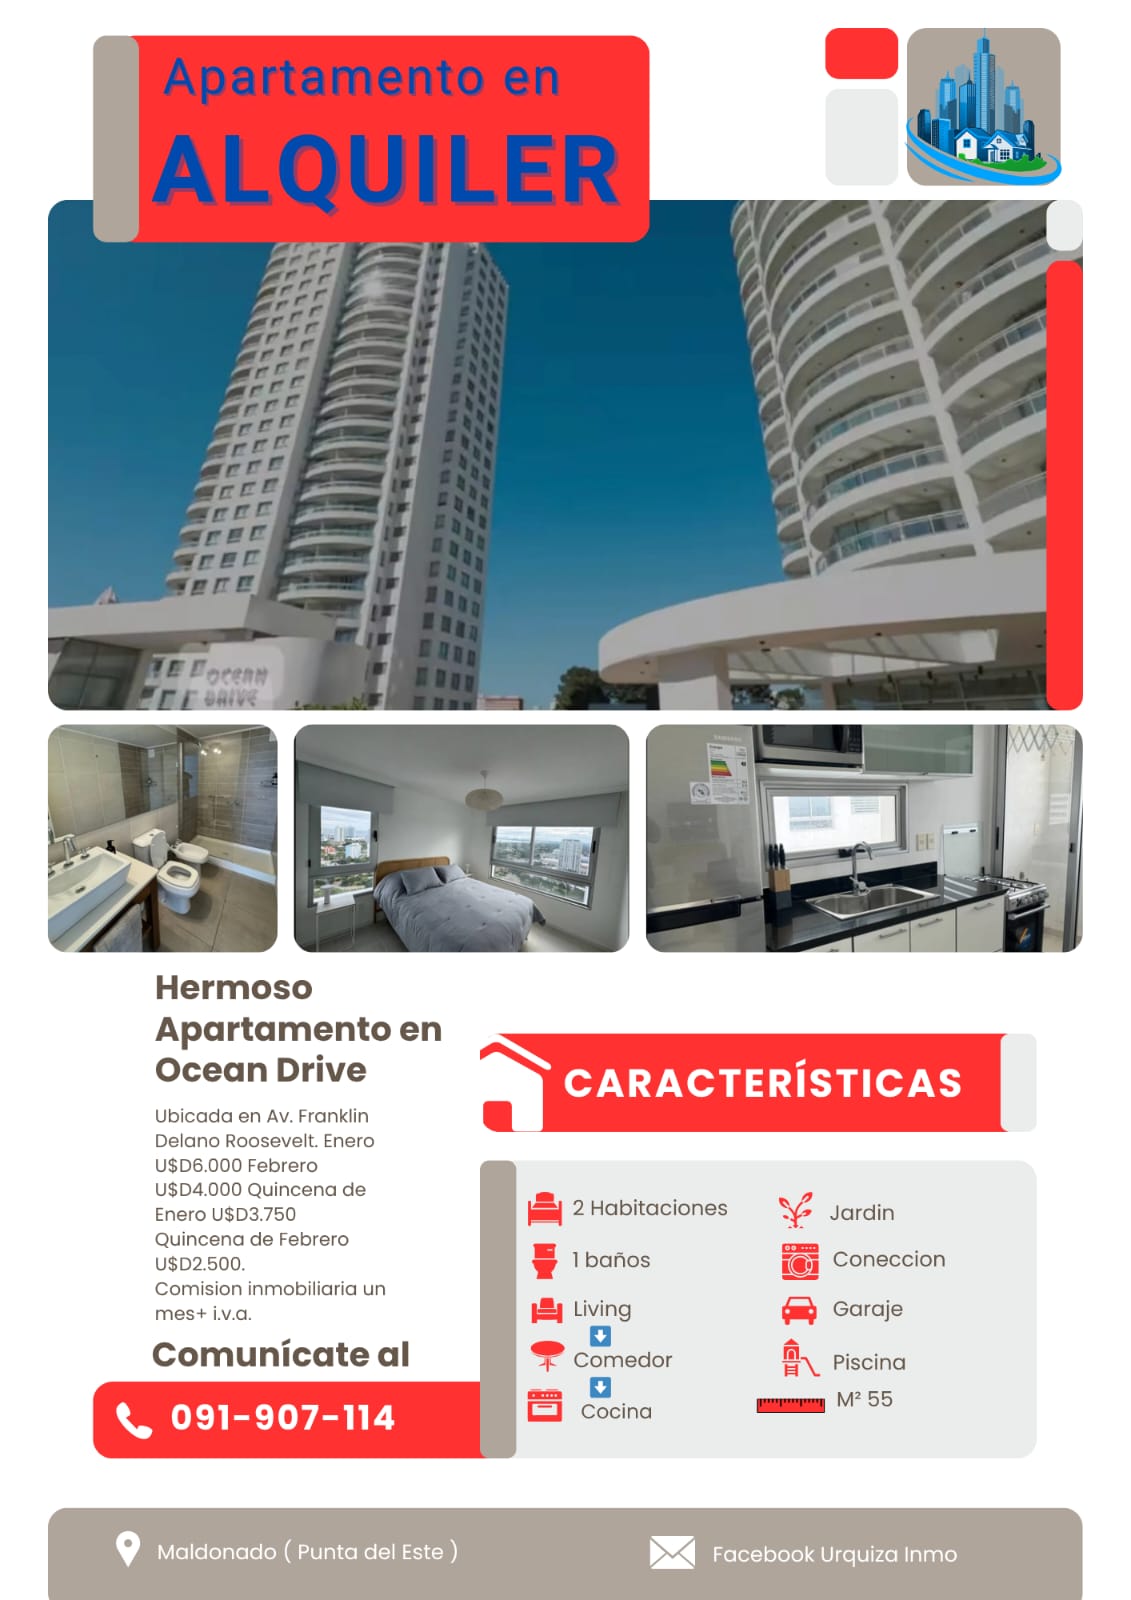 Apartamento en
ALQUILER
OCEAN
DRIVE
SAMSUNG
Hermoso
Apartamento en
Ocean Drive
Ubicada en Av. Franklin
Delano Roosevelt. Enero
U$D6.000 Febrero
U$D4.000 Quincena de
Enero U$D3.750
Quincena de Febrero
U$D2.500.
Comision inmobiliaria un
mes+ i.v.a.
Comunícate al
091-907-114
CARACTERÍSTICAS
2 Habitaciones
1 baños
Living
Comedor
Cocina
Jardin
Coneccion
Garaje
Piscina
M² 55
Maldonado ( Punta del Este )
Facebook Urquiza Inmo